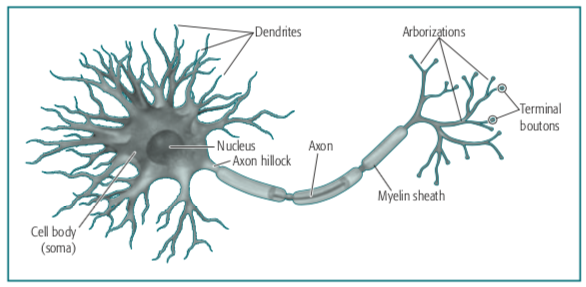 Dendrites
Arborizations
Terminal
boutons
Nucleus
Axon hillock
Axon
Myelin sheath
Cell body
(soma)